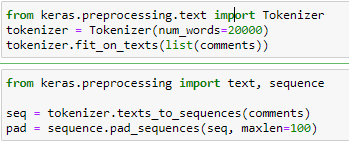 from keras.preprocessing.text import Tokenizer
tokenizer = Tokenizer(num_words=20000)
tokenizer.fit_on_texts(list(comments))
from keras.preprocessing import text, sequence
seq = tokenizer.texts_to_sequences(comments)
pad = sequence.pad_sequences(seq, maxlen=100)